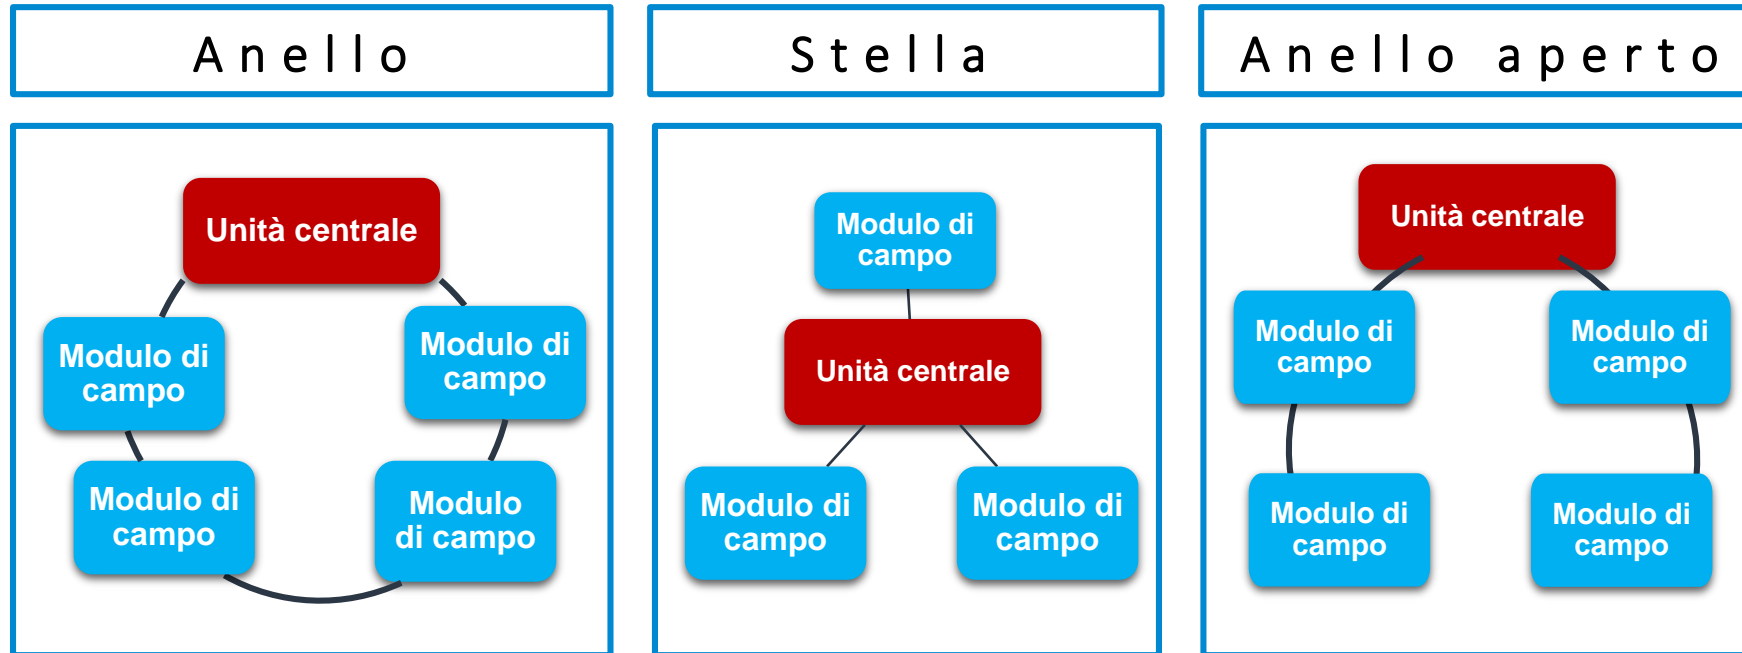 Anello
Stella
Anello aperto
Unità centrale
Modulo di
campo
Modulo di
campo
Modulo di
campo
Modulo
di campo
Modulo di
campo
Unità centrale
Modulo di
campo
Modulo di
campo
Unità centrale
Modulo di
campo
Modulo di
campo
Modulo di
campo
Modulo di
campo